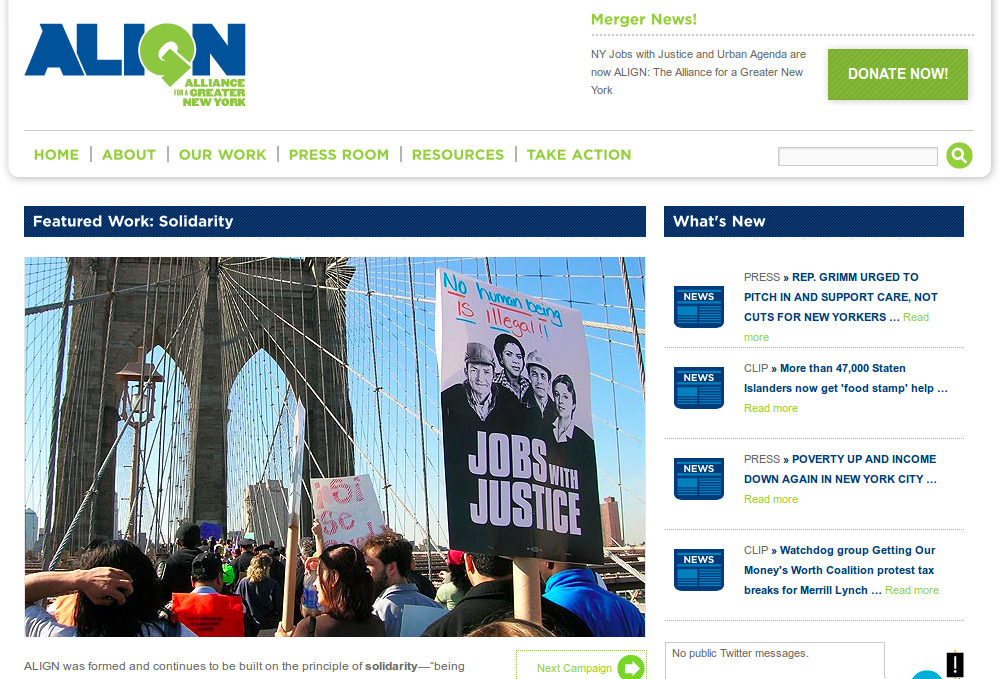 ALIGN
ALLIANCE
FOR A GREATER
NEW YORK
Merger News!
NY Jobs with Justice and Urban Agenda are
now ALIGN: The Alliance for a Greater New
York
DONATE NOW!
HOME
ABOUT
OUR WORK
PRESS ROOM
RESOURCES
TAKE ACTION
Featured Work: Solidarity
No human being
IS illegal!!
JOBS WITH
JUSTICE
ALIGN was formed and continues to be built on the principle of solidarity—"being
Next Campaign
What's New
NEWS
PRESS » REP. GRIMM URGED TO
PITCH IN AND SUPPORT CARE, NOT
CUTS FOR NEW YORKERS ... Read
more
NEWS
CLIP » More than 47,000 Staten
Islanders now get 'food stamp' help ...
Read more
NEWS
PRESS » POVERTY UP AND INCOME
DOWN AGAIN IN NEW YORK CITY ...
Read more
NEWS
CLIP » Watchdog group Getting Our
Money's Worth Coalition protest tax
breaks for Merrill Lynch ... Read more
No public Twitter messages.
!